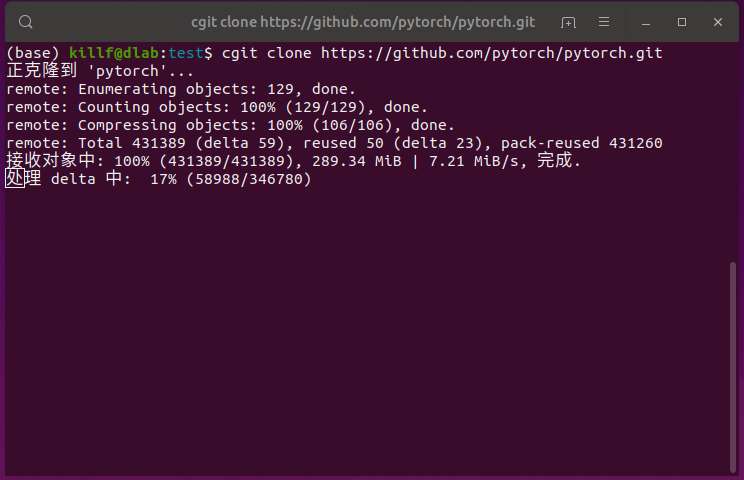 cgit clone https://github.com/pytorch/pytorch.git
(base) killf@dlab:test$ cgit clone https://github.com/pytorch/pytorch.git
正克隆到 'pytorch'...
remote: Enumerating objects: 129, done.
remote: Counting objects: 100% (129/129), done.
remote: Compressing objects: 100% (106/106), done.
remote: Total 431389 (delta 59), reused 50 (delta 23), pack-reused 431260
接收对象中: 100% (431389/431389), 289.34 MiB | 7.21 MiB/s, 完成.
处理 delta 中:  17% (58988/346780)